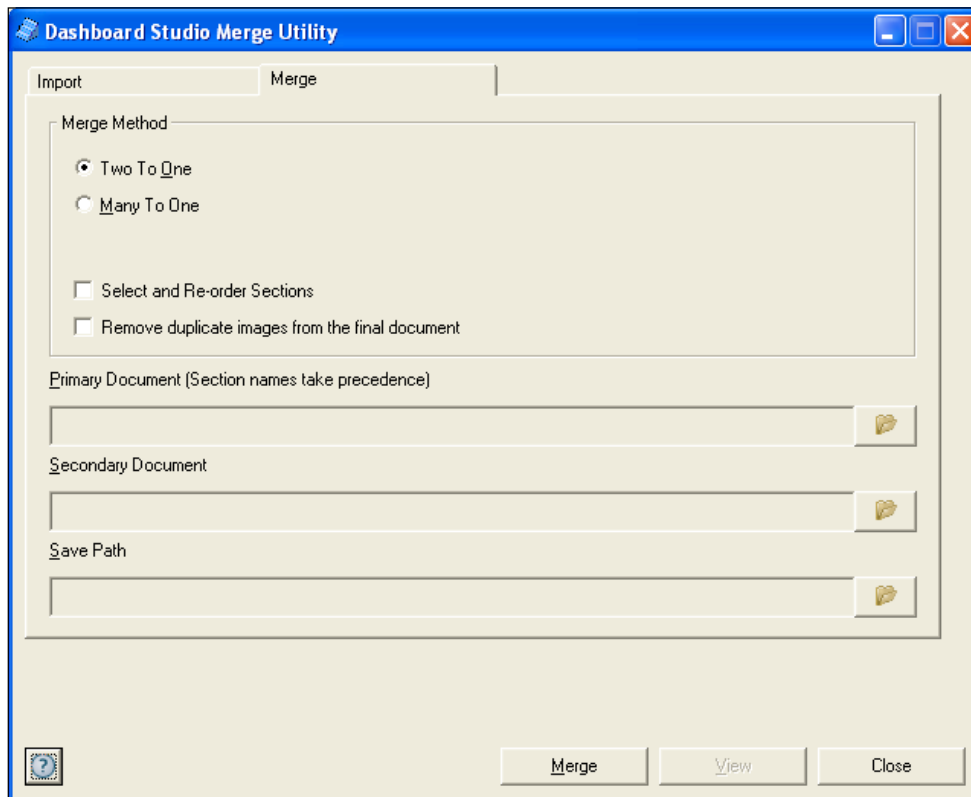 Dashboard Studio Merge Utility
Import
Merge
Merge Method
Two To One
Many To One
Select and Re-order Sections
Remove duplicate images from the final document
Primary Document (Section names take precedence)
Secondary Document
Save Path
?
Merge
View
Close